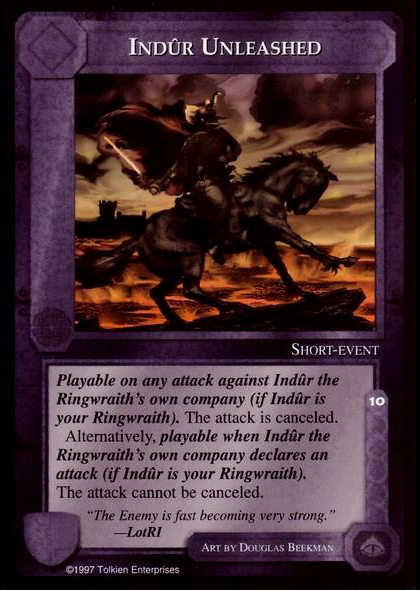 INDÛR UNLEASHED
SHORT-EVENT
Playable on any attack against Indûr the
Ringwraith's own company (if Indûr is
your Ringwraith). The attack is canceled.
Alternatively, playable when Indûr the
Ringwraith's own company declares an
attack (if Indûr is your Ringwraith).
The attack cannot be canceled.
10
"The Enemy is fast becoming very strong."
—LotRI
ART BY DOUGLAS BEEKMAN
©1997 Tolkien Enterprises